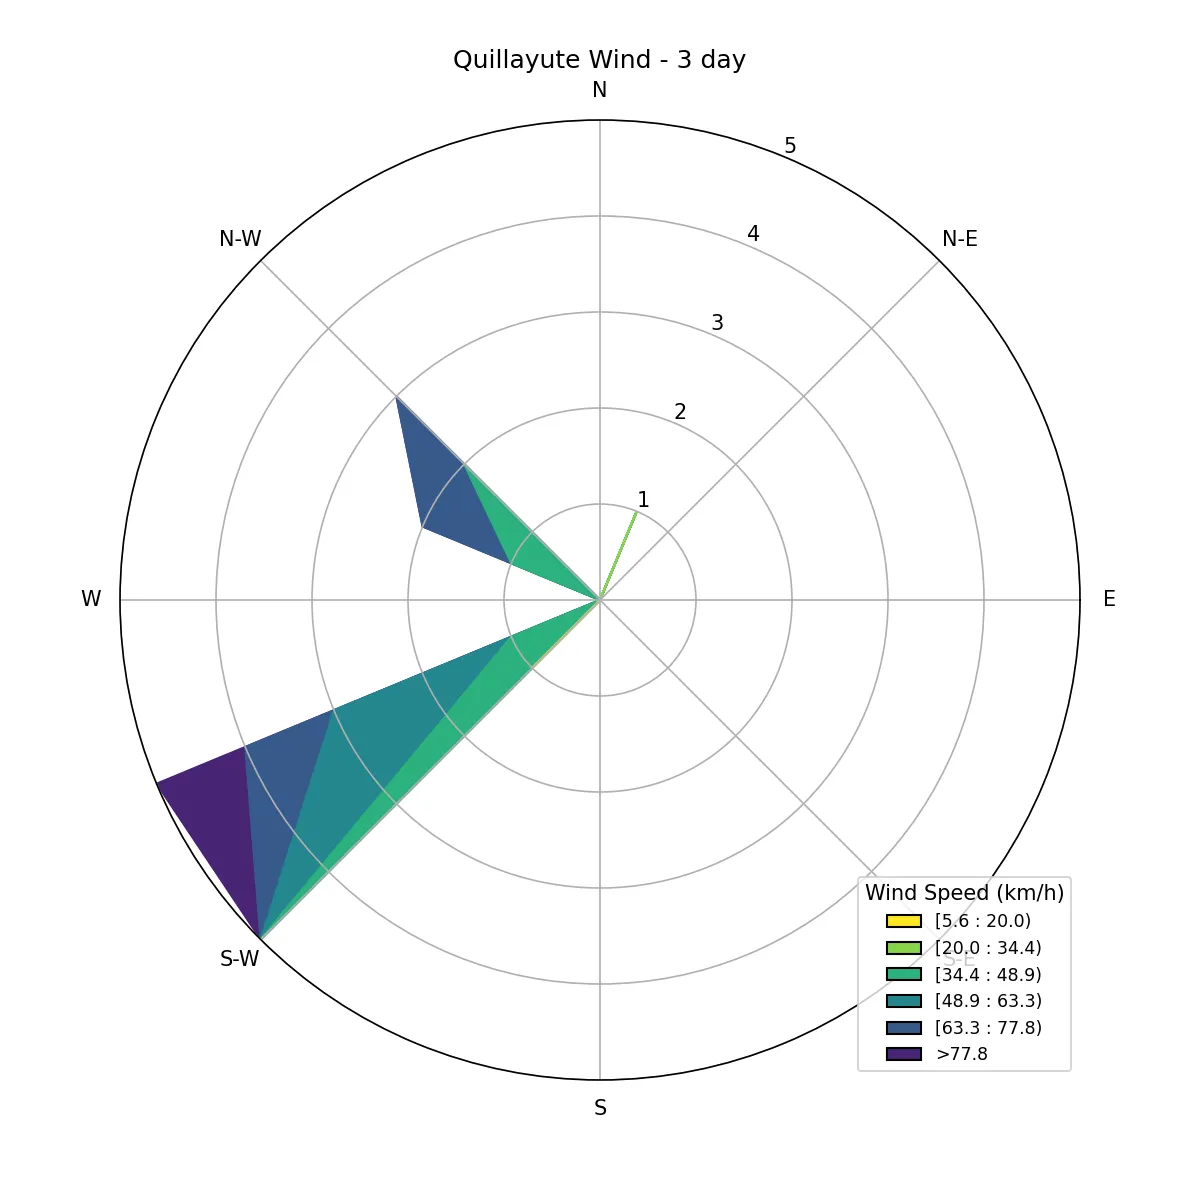 Quillayute Wind - 3 day
N
5
N-W
4
N-E
3
2
1
W
E
Wind Speed (km/h)
[5.6 : 20.0)
[20.0 : 34.4)
S-W
S-E
[34.4 : 48.9)
[48.9 : 63.3)
[63.3 : 77.8)
>77.8
S